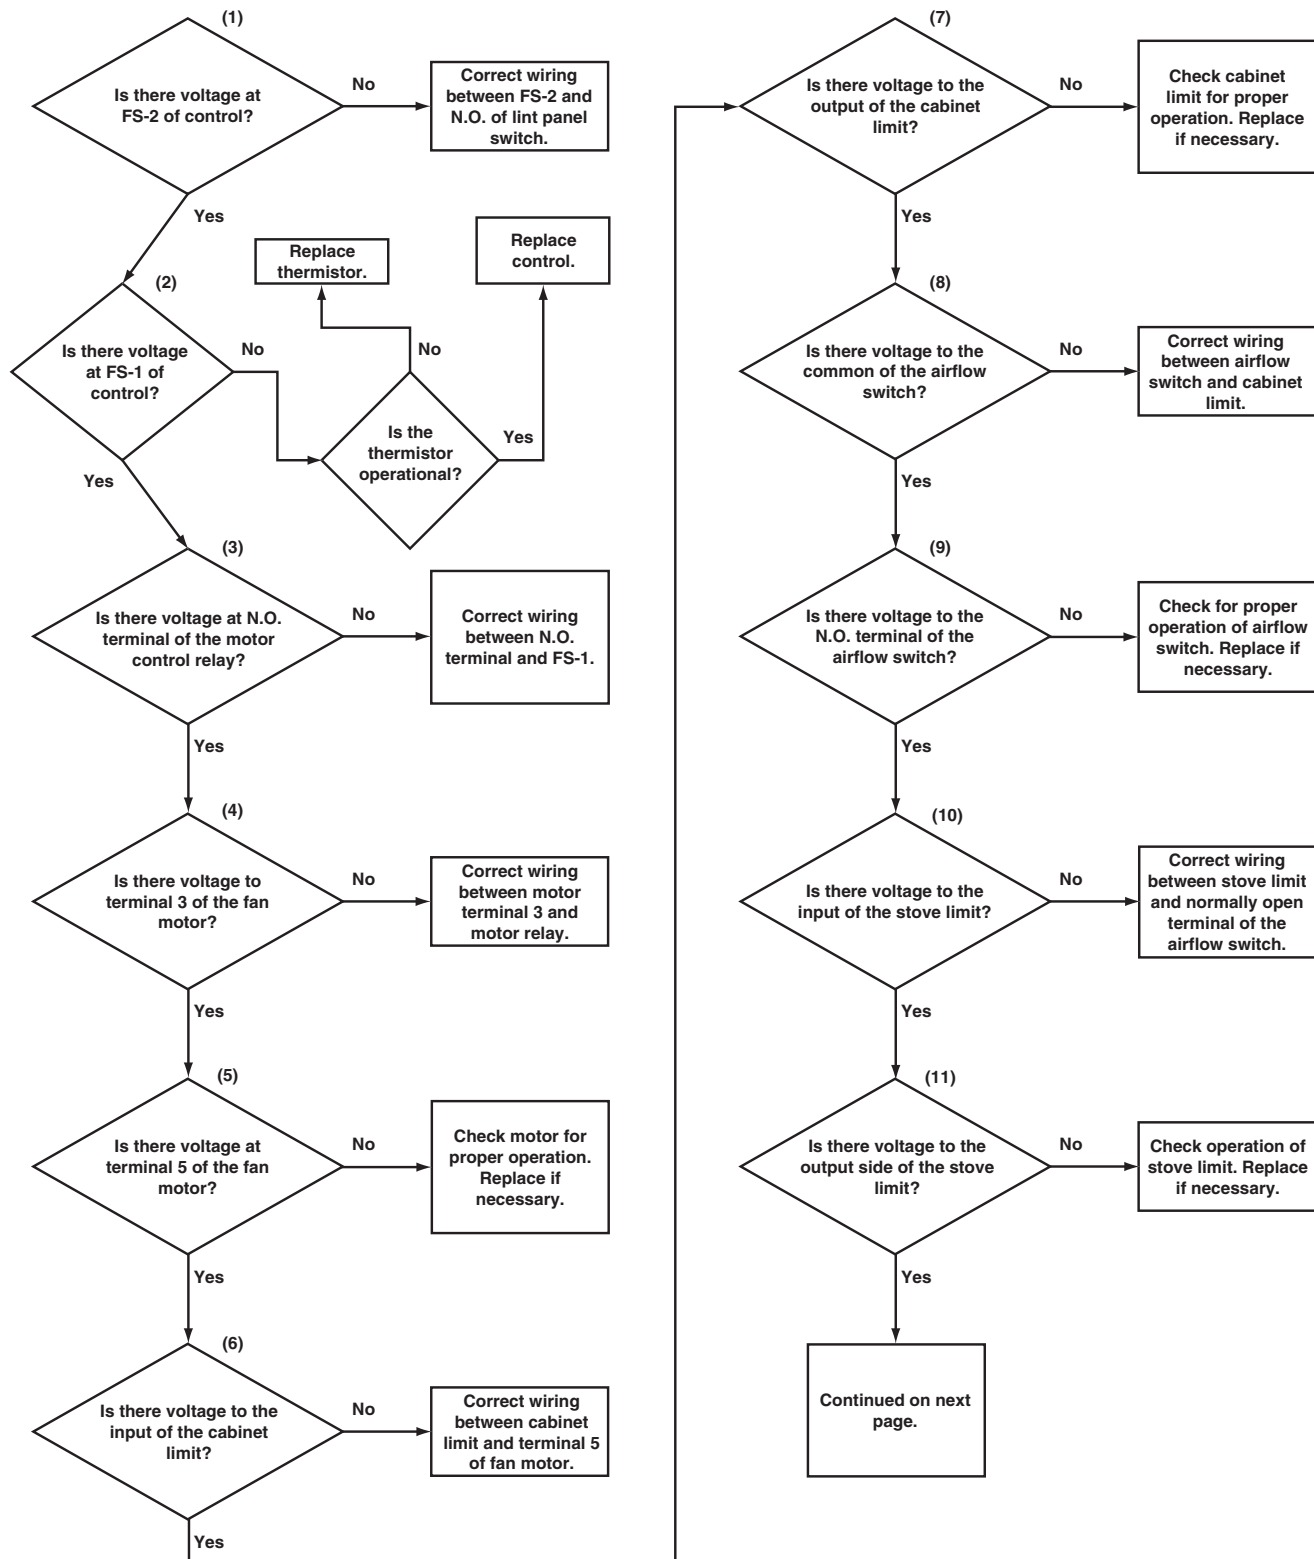 (1)
Is there voltage at
FS-2 of control?
No
Correct wiring
between FS-2 and
N.O. of lint panel
switch.
Yes
(2)
Is there voltage
at FS-1 of
control?
No
Is the
thermistor
operational?
No
Replace
thermistor.
Yes
Replace
control.
Yes
(3)
Is there voltage at N.O.
terminal of the motor
control relay?
No
Correct wiring
between N.O.
terminal and FS-1.
Yes
(4)
Is there voltage to
terminal 3 of the fan
motor?
No
Correct wiring
between motor
terminal 3 and
motor relay.
Yes
(5)
Is there voltage at
terminal 5 of the fan
motor?
No
Check motor for
proper operation.
Replace if
necessary.
Yes
(6)
Is there voltage to the
input of the cabinet
limit?
No
Correct wiring
between cabinet
limit and terminal 5
of fan motor.
Yes
(7)
Is there voltage to the
output of the cabinet
limit?
No
Check cabinet
limit for proper
operation. Replace
if necessary.
Yes
(8)
Is there voltage to the
common of the airflow
switch?
No
Correct wiring
between airflow
switch and cabinet
limit.
Yes
(9)
Is there voltage to the
N.O. terminal of the
airflow switch?
No
Check for proper
operation of airflow
switch. Replace if
necessary.
Yes
(10)
Is there voltage to the
input of the stove limit?
No
Correct wiring
between stove limit
and normally open
terminal of the
airflow switch.
Yes
(11)
Is there voltage to the
output side of the stove
limit?
No
Check operation of
stove limit. Replace
if necessary.
Yes
Continued on next
page.